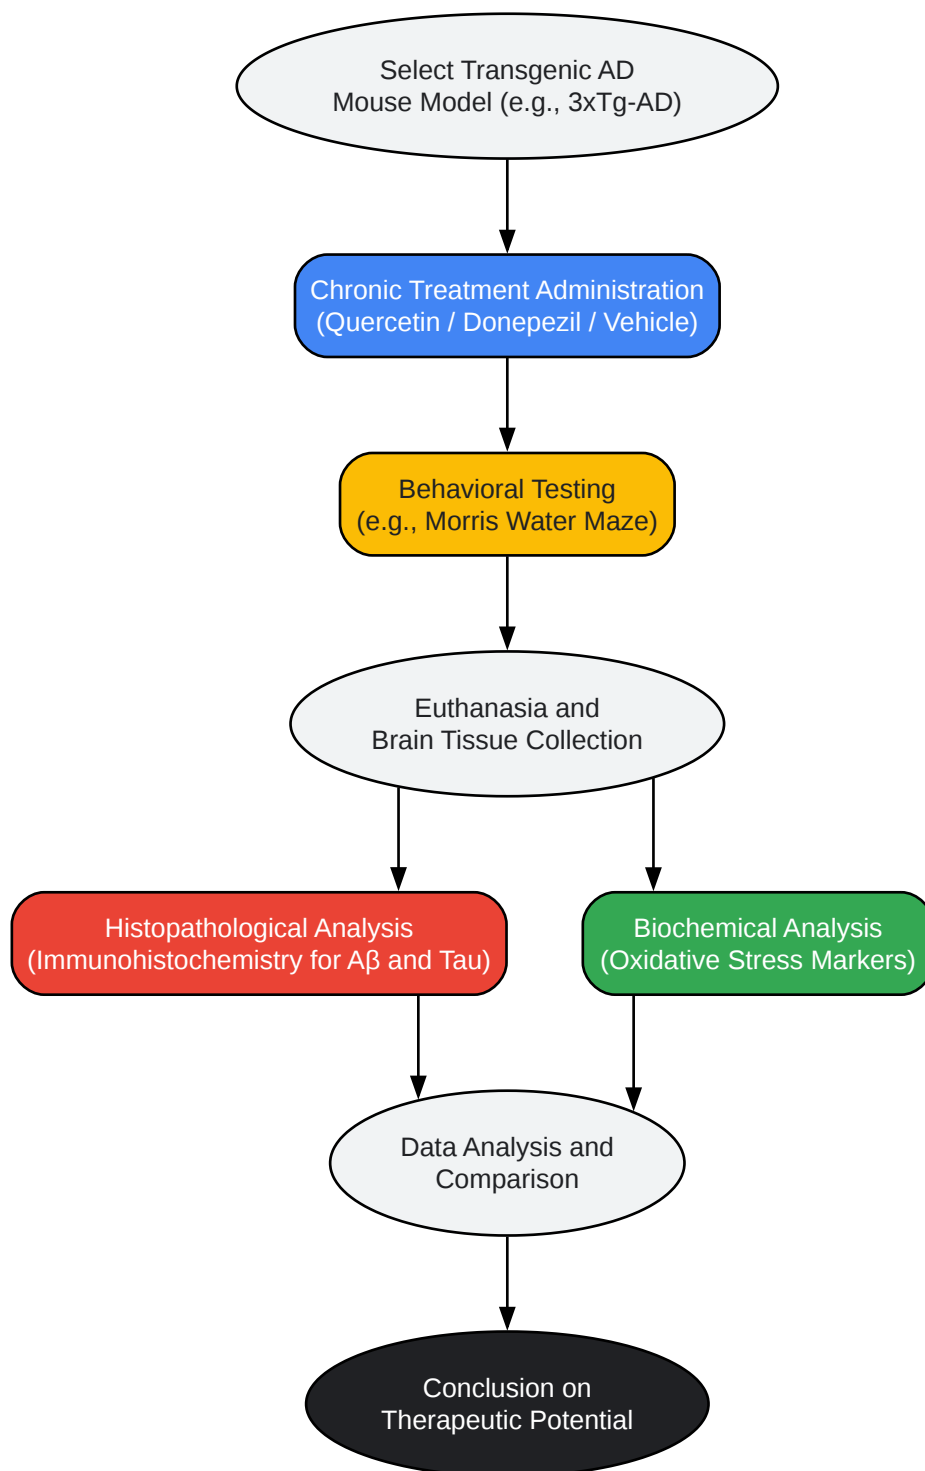 Select Transgenic AD
Mouse Model (e.g., 3xTg-AD)
Chronic Treatment Administration
(Quercetin / Donepezil / Vehicle)
Behavioral Testing
(e.g., Morris Water Maze)
Euthanasia and
Brain Tissue Collection
Histopathological Analysis
(Immunohistochemistry for Aβ and Tau)
Biochemical Analysis
(Oxidative Stress Markers)
Data Analysis and
Comparison
Conclusion on
Therapeutic Potential